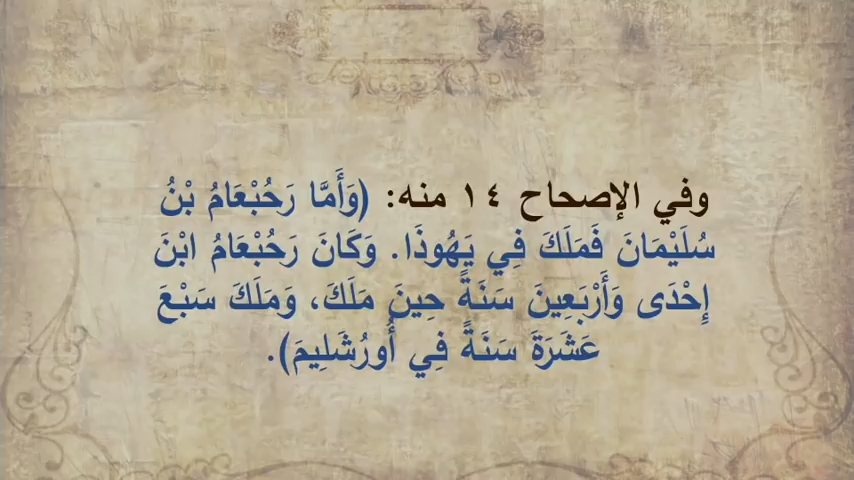 وفي الإصحاح ١٤ منه: (وَأَمَّا رَحُبْعَامُ بْنُ
سُلَيْمَانَ فَمَلَكَ فِي يَهُوذَا. وَكَانَ رَحُبْعَامُ ابْنَ
إِحْدَى وَأَرْبَعِينَ سَنَةً حِينَ مَلَكَ، وَمَلَكَ سَبْعَ
عَشَرَةَ سَنَةً فِي أُورُشَلِيمَ).